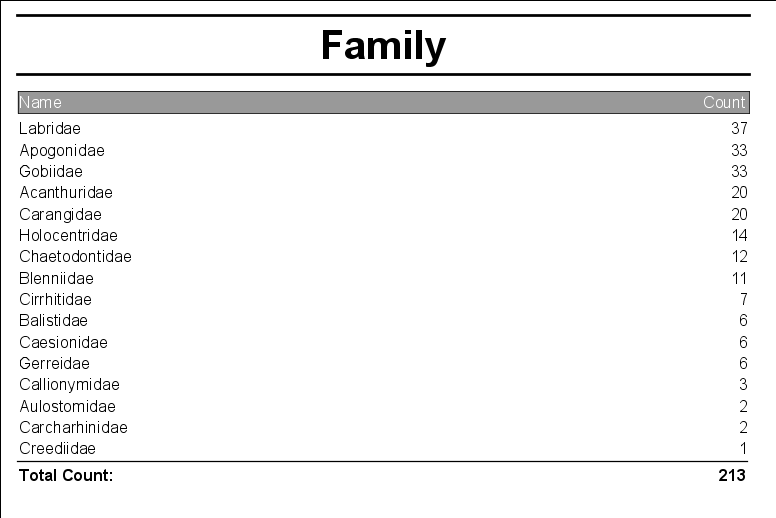 Family
Name Count
Labridae 37
Apogonidae 33
Gobiidae 33
Acanthuridae 20
Carangidae 20
Holocentridae 14
Chaetodontidae 12
Blenniidae 11
Cirrhitidae 7
Balistidae 6
Caesionidae 6
Gerreidae 6
Callionymidae 3
Aulostomidae 2
Carcharhinidae 2
Creediidae 1
Total Count: 213